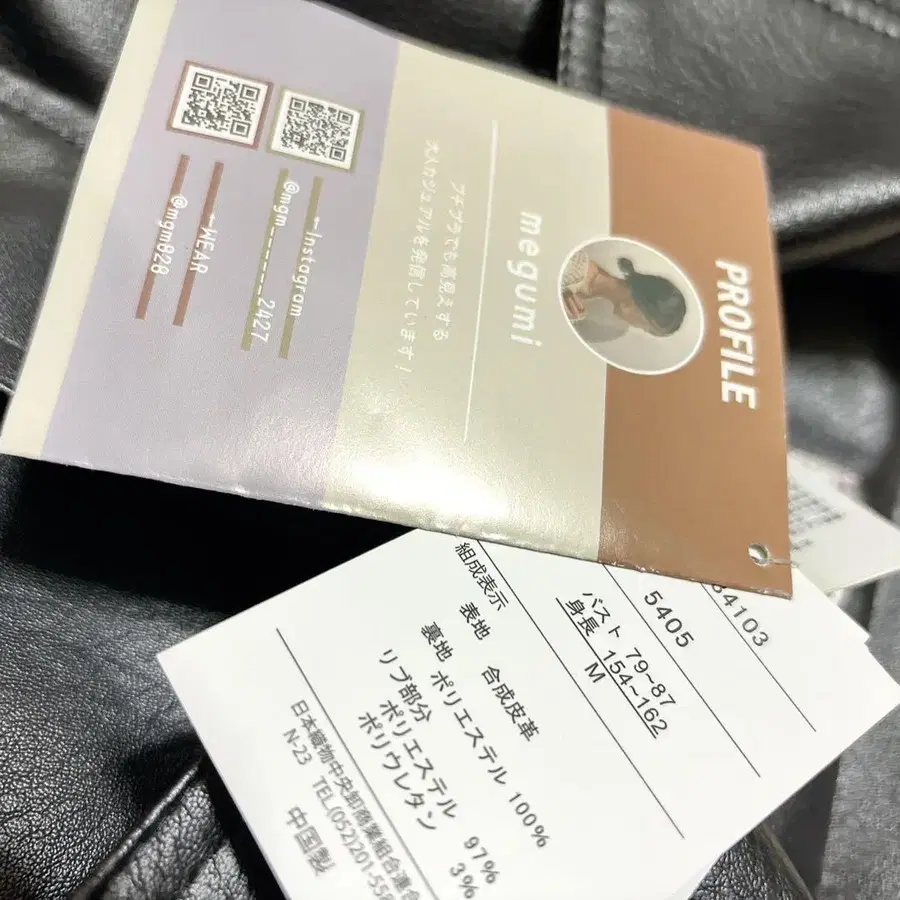 PROFILE
megumi
プチプラでも高見えする
大人カジュアルを発信しています！
←Instagram
@mgm______2427
←WEAR
@mgm828
84103
5405
バスト 79~87
身長 154~162
M
組成表示
表地 合成皮革
裏地 ポリエステル 100%
リブ部分
ポリエステル 97%
ポリウレタン 3%
日本織物中央卸商業組合連合
N-23 TEL(052)201-55
中国製